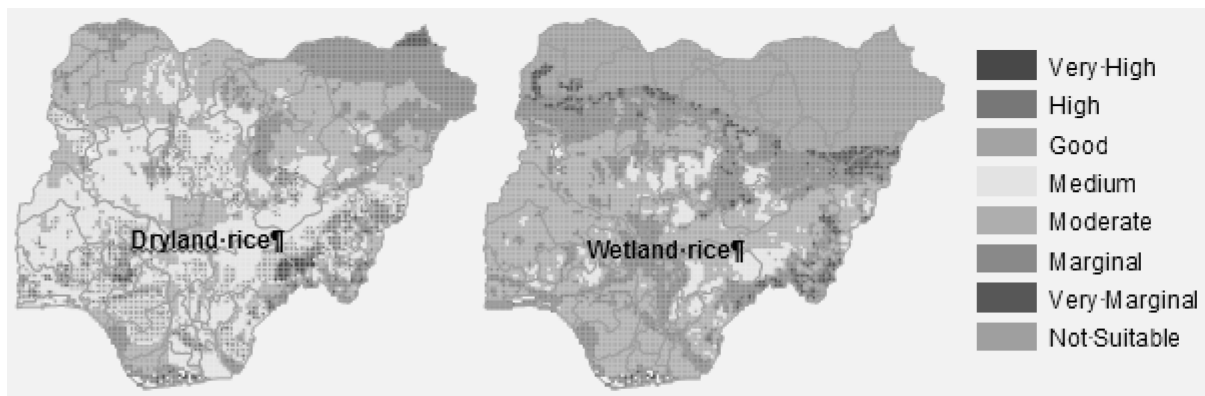 Dryland·rice¶
Wetland·rice¶
Very·High
High
Good
Medium
Moderate
Marginal
Very·Marginal
Not·Suitable